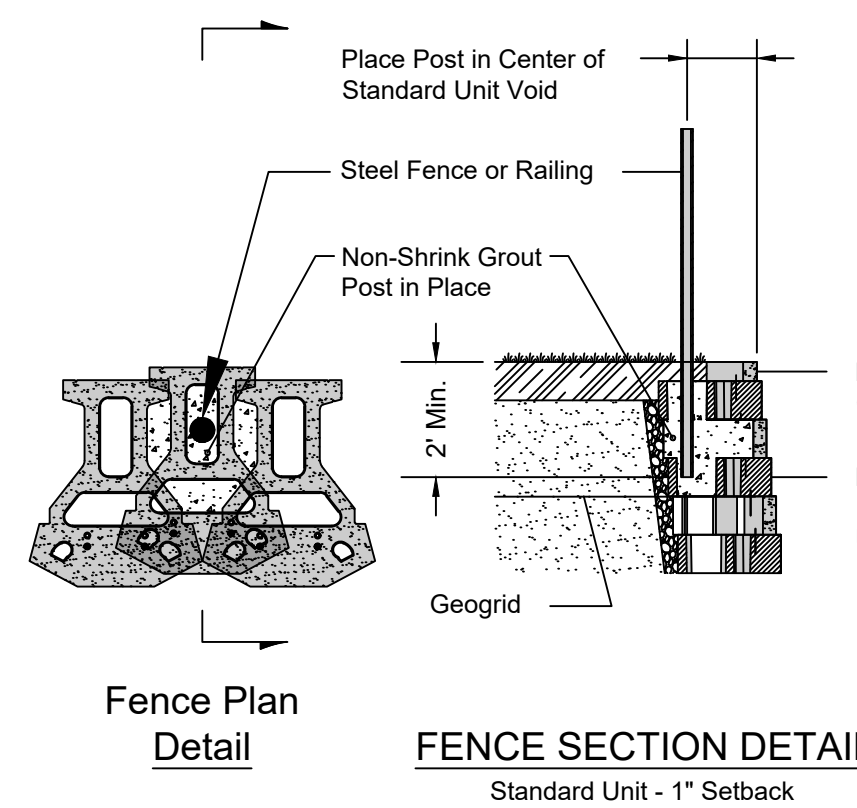 Place Post in Center of
Standard Unit Void
Steel Fence or Railing
Non-Shrink Grout
Post in Place
2' Min.
Geogrid
Fence Plan
Detail
FENCE SECTION DETAIL
Standard Unit - 1" Setback